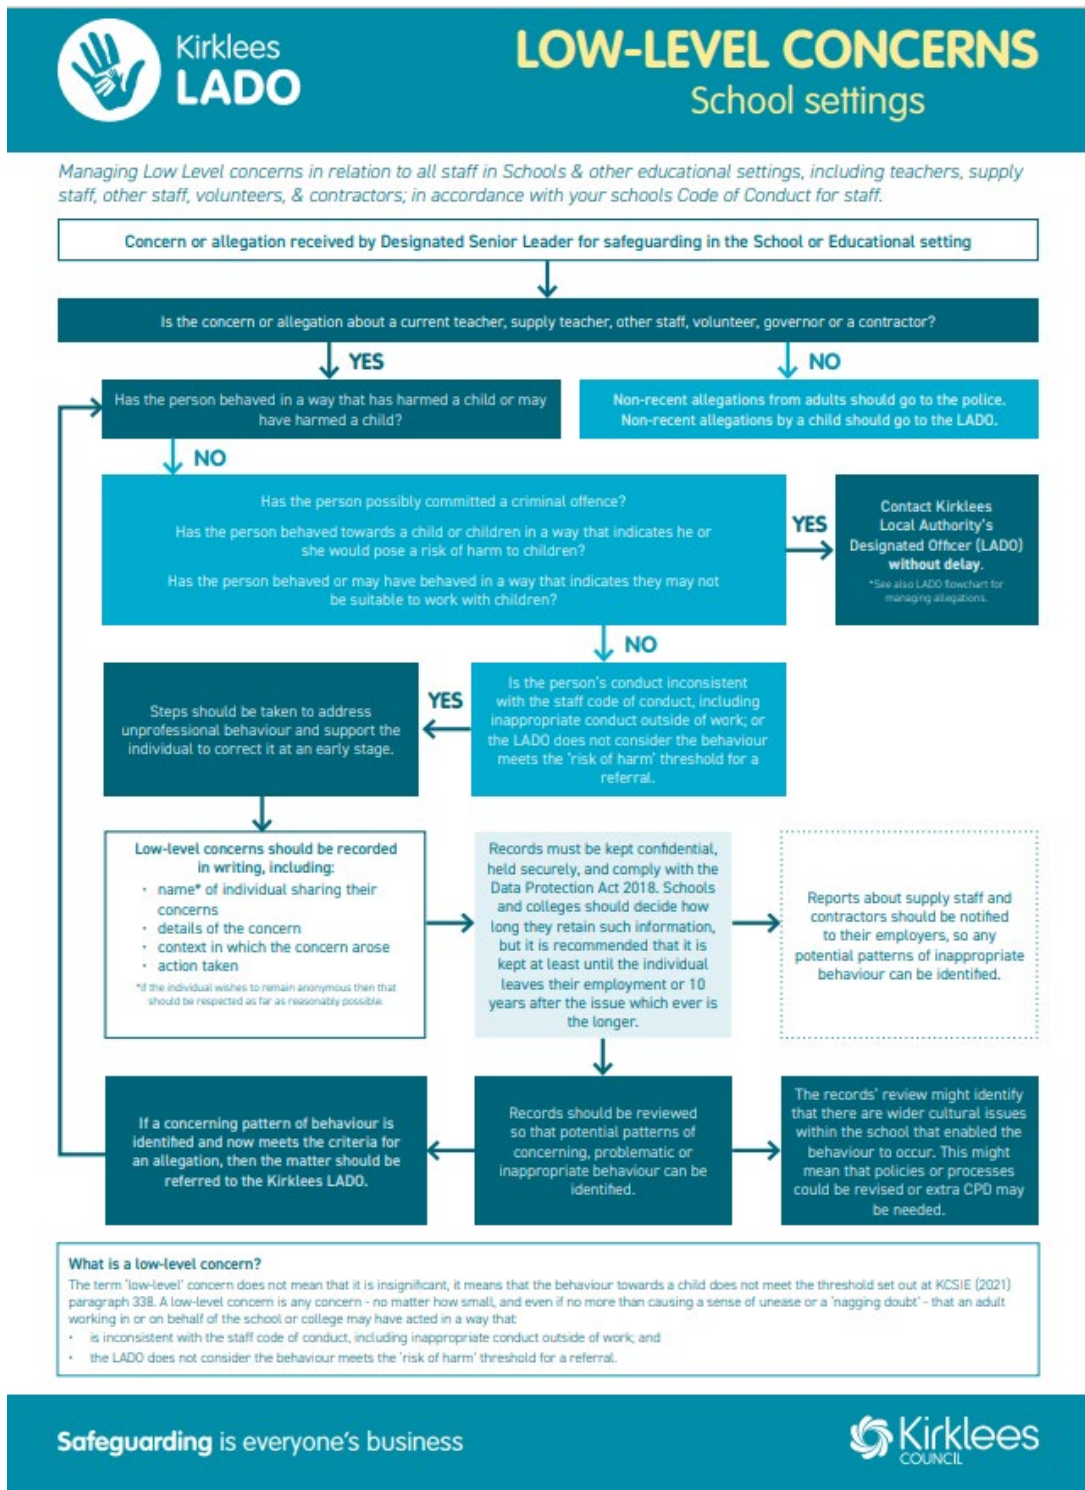 Kirklees
LADO
LOW-LEVEL CONCERNS
School settings
Managing Low Level concerns in relation to all staff in Schools & other educational settings, including teachers, supply
staff, other staff, volunteers, & contractors; in accordance with your schools Code of Conduct for staff.
Concern or allegation received by Designated Senior Leader for safeguarding in the School or Educational setting
Is the concern or allegation about a current teacher, supply teacher, other staff, volunteer, governor or a contractor?
YES
NO
Has the person behaved in a way that has harmed a child or may
have harmed a child?
Non-recent allegations from adults should go to the police.
Non-recent allegations by a child should go to the LADO.
NO
Has the person possibly committed a criminal offence?
Has the person behaved towards a child or children in a way that indicates he or
she would pose a risk of harm to children?
Has the person behaved or may have behaved in a way that indicates they may not
be suitable to work with children?
YES
Contact Kirklees
Local Authority's
Designated Officer (LADO)
without delay.
*See also LADO flowchart for
managing allegations.
NO
Is the person's conduct inconsistent
with the staff code of conduct, including
inappropriate conduct outside of work; or
the LADO does not consider the behaviour
meets the 'risk of harm' threshold for a
referral.
YES
Steps should be taken to address
unprofessional behaviour and support the
individual to correct it at an early stage.
Low-level concerns should be recorded
in writing, including:
· name* of individual sharing their
concerns
· details of the concern
· context in which the concern arose
· action taken
*if the individual wishes to remain anonymous then that
should be respected as far as reasonably possible.
Records must be kept confidential,
held securely, and comply with the
Data Protection Act 2018. Schools
and colleges should decide how
long they retain such information,
but it is recommended that it is
kept at least until the individual
leaves their employment or 10
years after the issue which ever is
the longer.
Reports about supply staff and
contractors should be notified
to their employers, so any
potential patterns of inappropriate
behaviour can be identified.
If a concerning pattern of behaviour is
identified and now meets the criteria for
an allegation, then the matter should be
referred to the Kirklees LADO.
Records should be reviewed
so that potential patterns of
concerning, problematic or
inappropriate behaviour can be
identified.
The records' review might identify
that there are wider cultural issues
within the school that enabled the
behaviour to occur. This might
mean that policies or processes
could be revised or extra CPD may
be needed.
What is a low-level concern?
The term 'low-level' concern does not mean that it is insignificant, it means that the behaviour towards a child does not meet the threshold set out at KCSIE (2021)
paragraph 338. A low-level concern is any concern - no matter how small, and even if no more than causing a sense of unease or a 'nagging doubt' - that an adult
working in or on behalf of the school or college may have acted in a way that:
· is inconsistent with the staff code of conduct, including inappropriate conduct outside of work; and
· the LADO does not consider the behaviour meets the 'risk of harm' threshold for a referral.
Safeguarding is everyone's business
Kirklees
COUNCIL